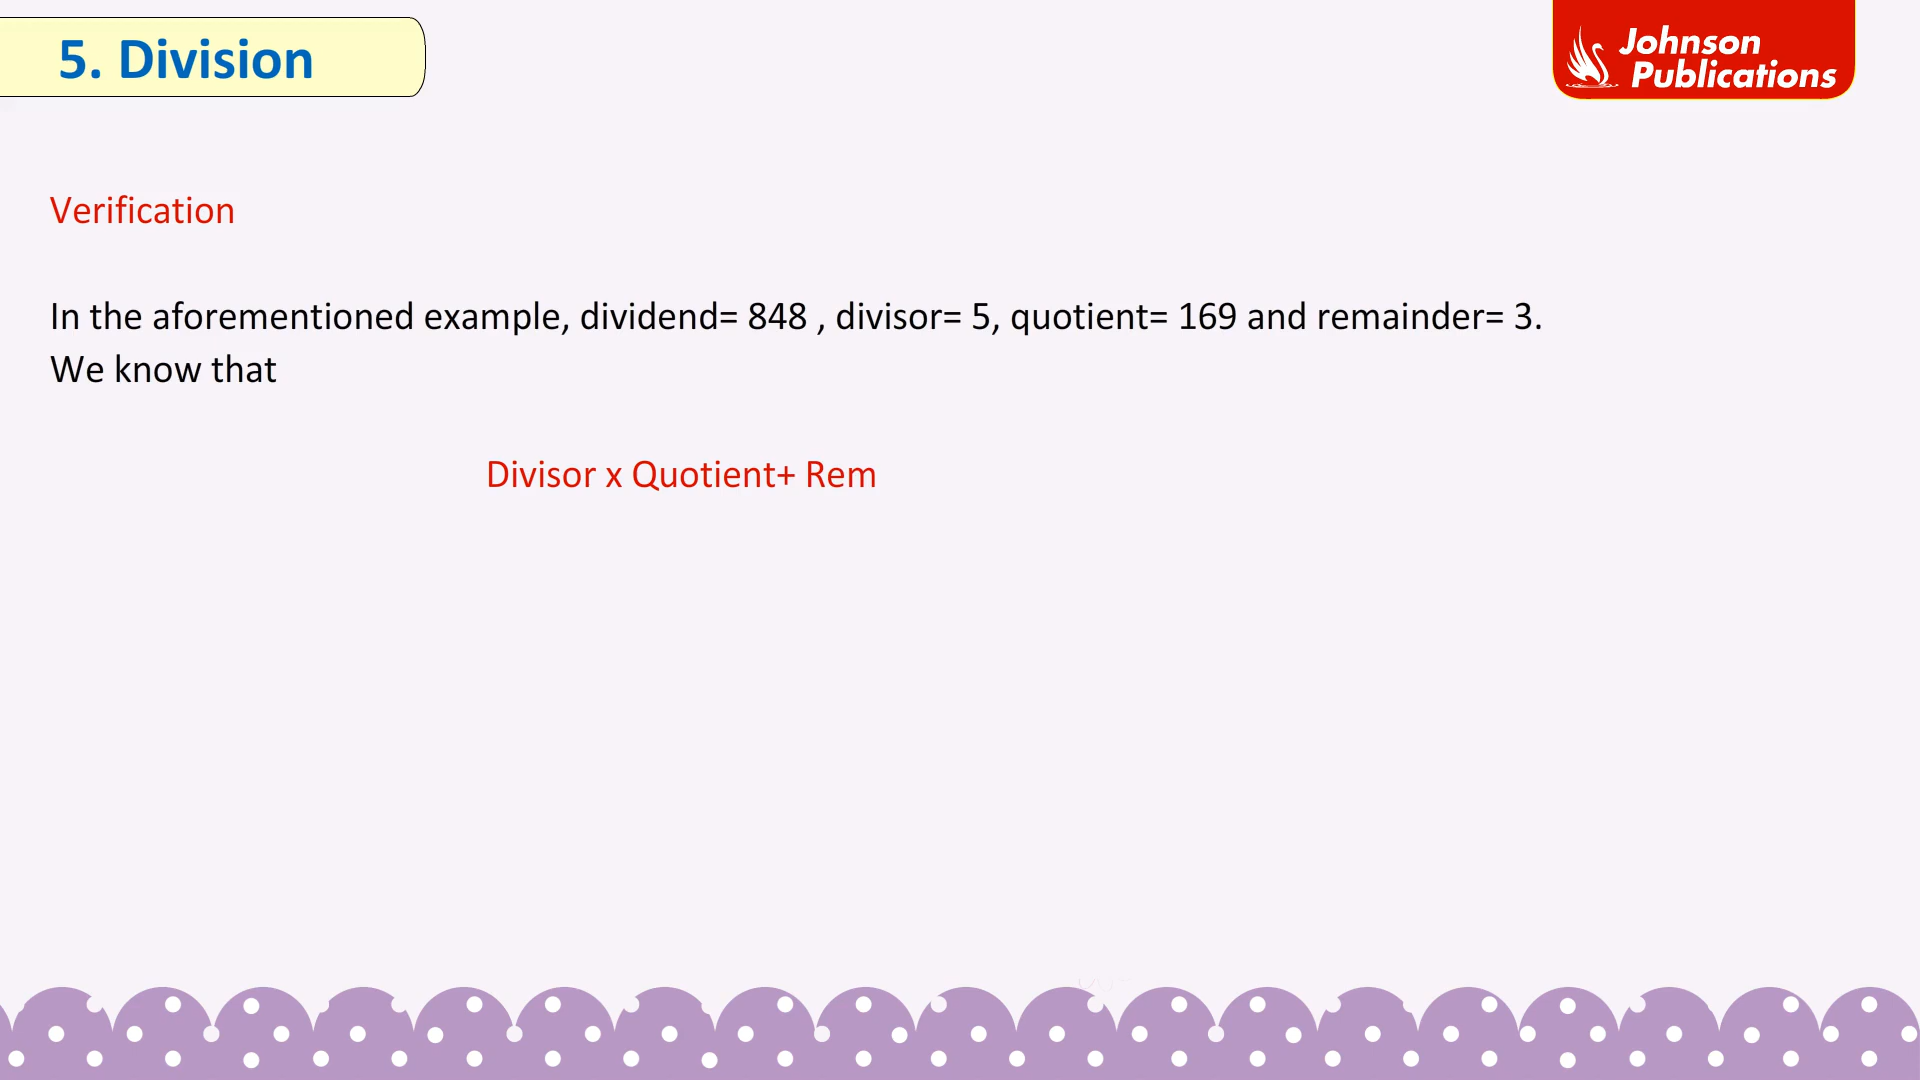 5. Division
Johnson
Publications
Verification
In the aforementioned example, dividend= 848 , divisor= 5, quotient= 169 and remainder= 3.
We know that
Divisor x Quotient+ Rem